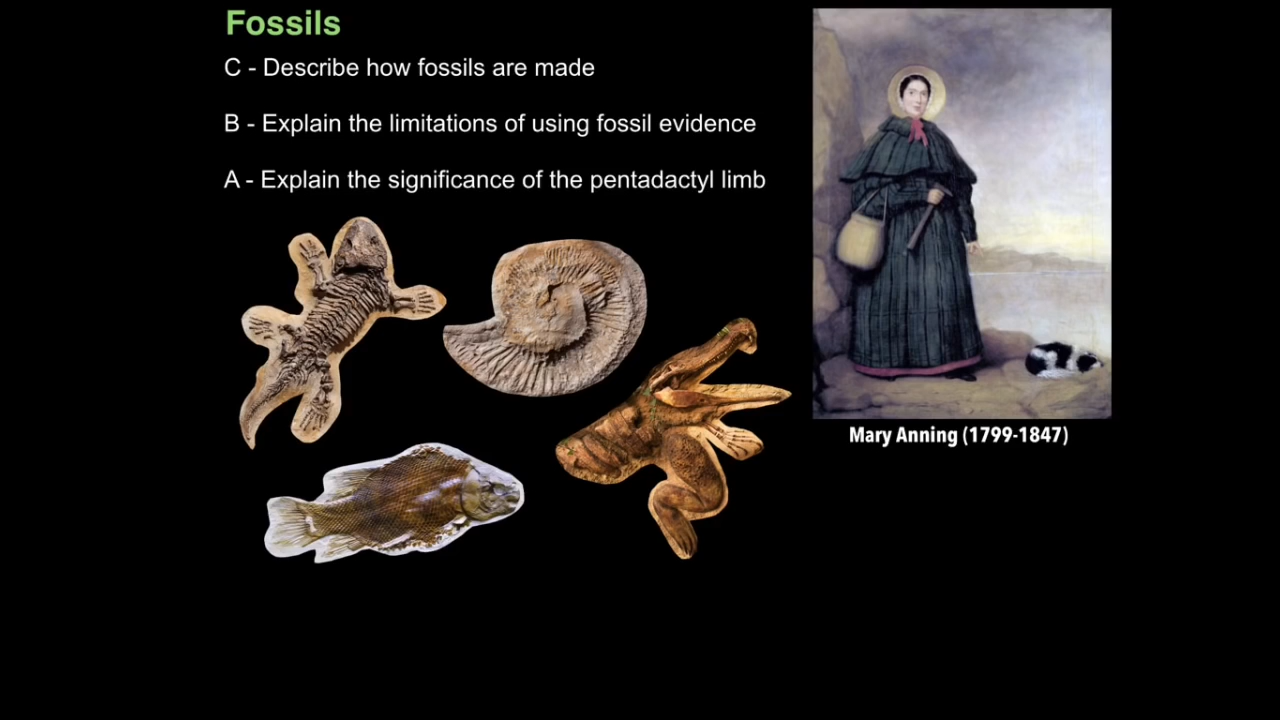 Fossils
C - Describe how fossils are made
B - Explain the limitations of using fossil evidence
A - Explain the significance of the pentadactyl limb
Mary Anning (1799-1847)